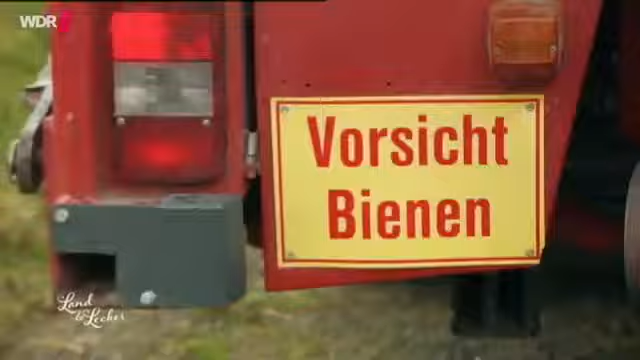 WDR
Vorsicht
Bienen
Land
& Lecker